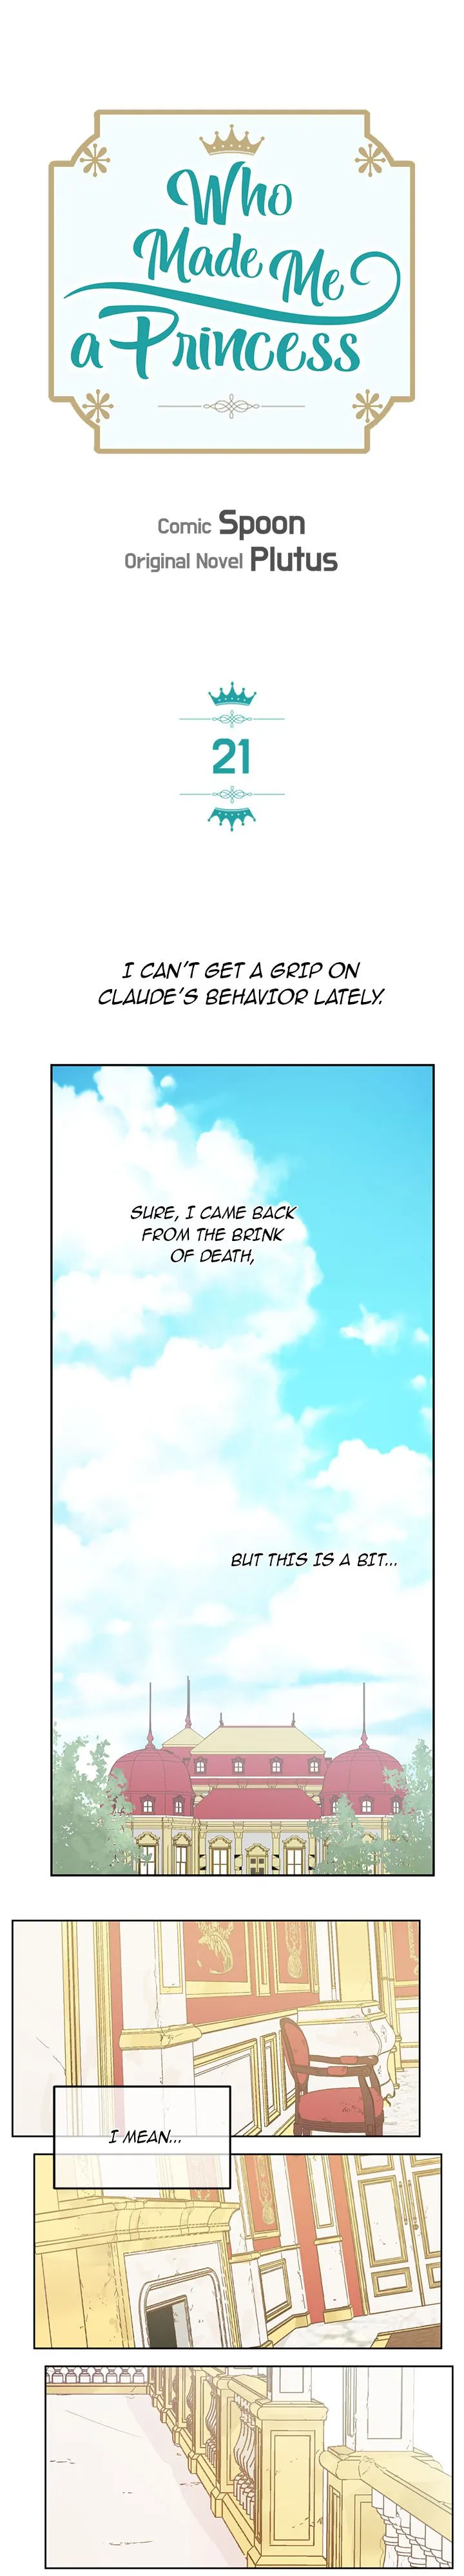 Who
Made Me
a Princess
Comic Spoon
Original Novel Plutus
21
I CAN'T GET A GRIP ON
CLAUDE'S BEHAVIOR LATELY.
SURE, I CAME BACK
FROM THE BRINK
OF DEATH,
BUT THIS IS A BIT...
I MEAN...